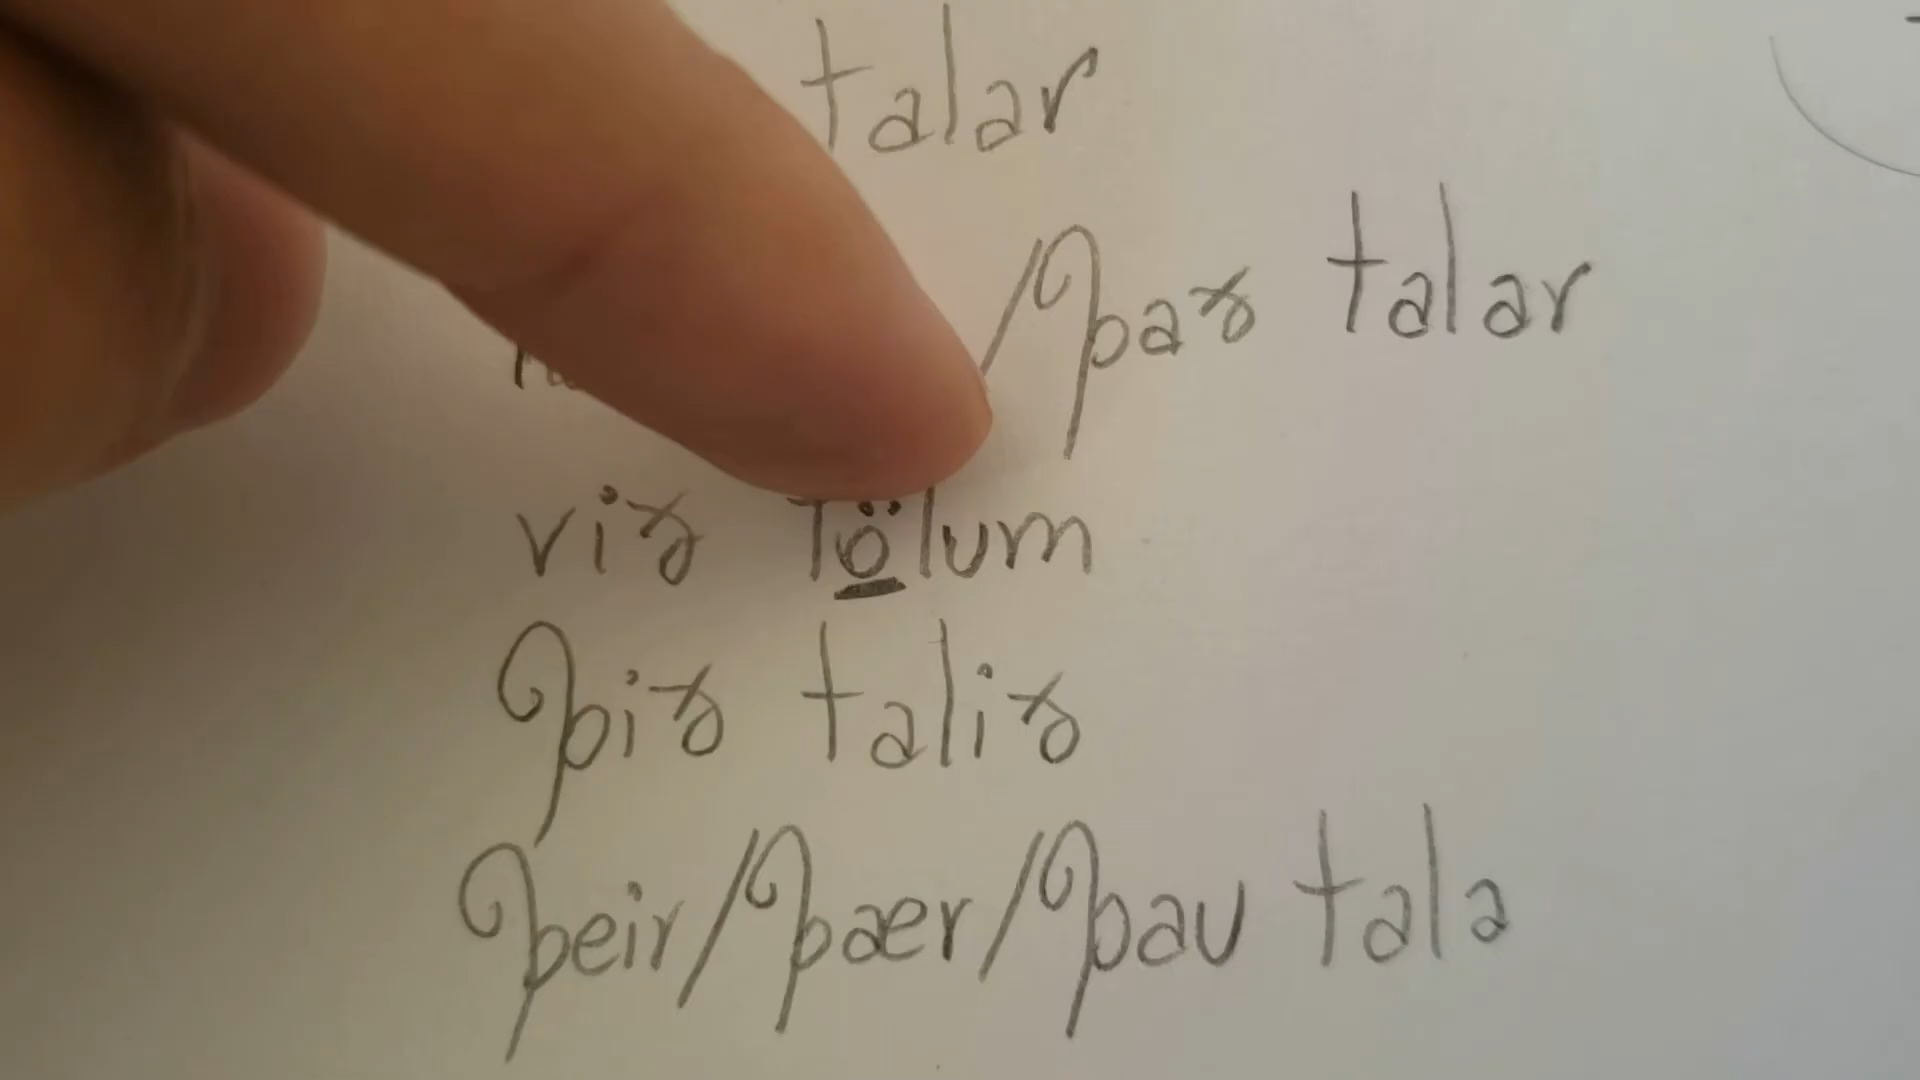 talar
/það talar
við tölum
þið talið
þeir/þær/þau tala